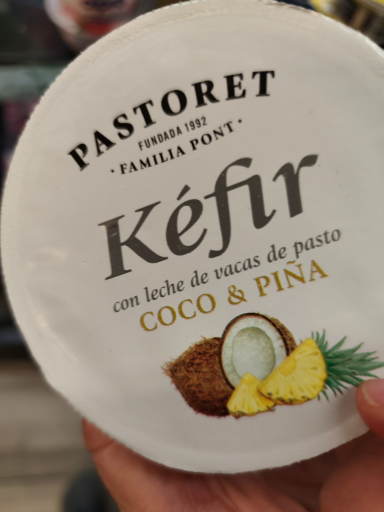 PASTORET
FUNDADA 1992
· FAMILIA PONT ·
Kéfir
con leche de vacas de pasto
COCO & PIÑA